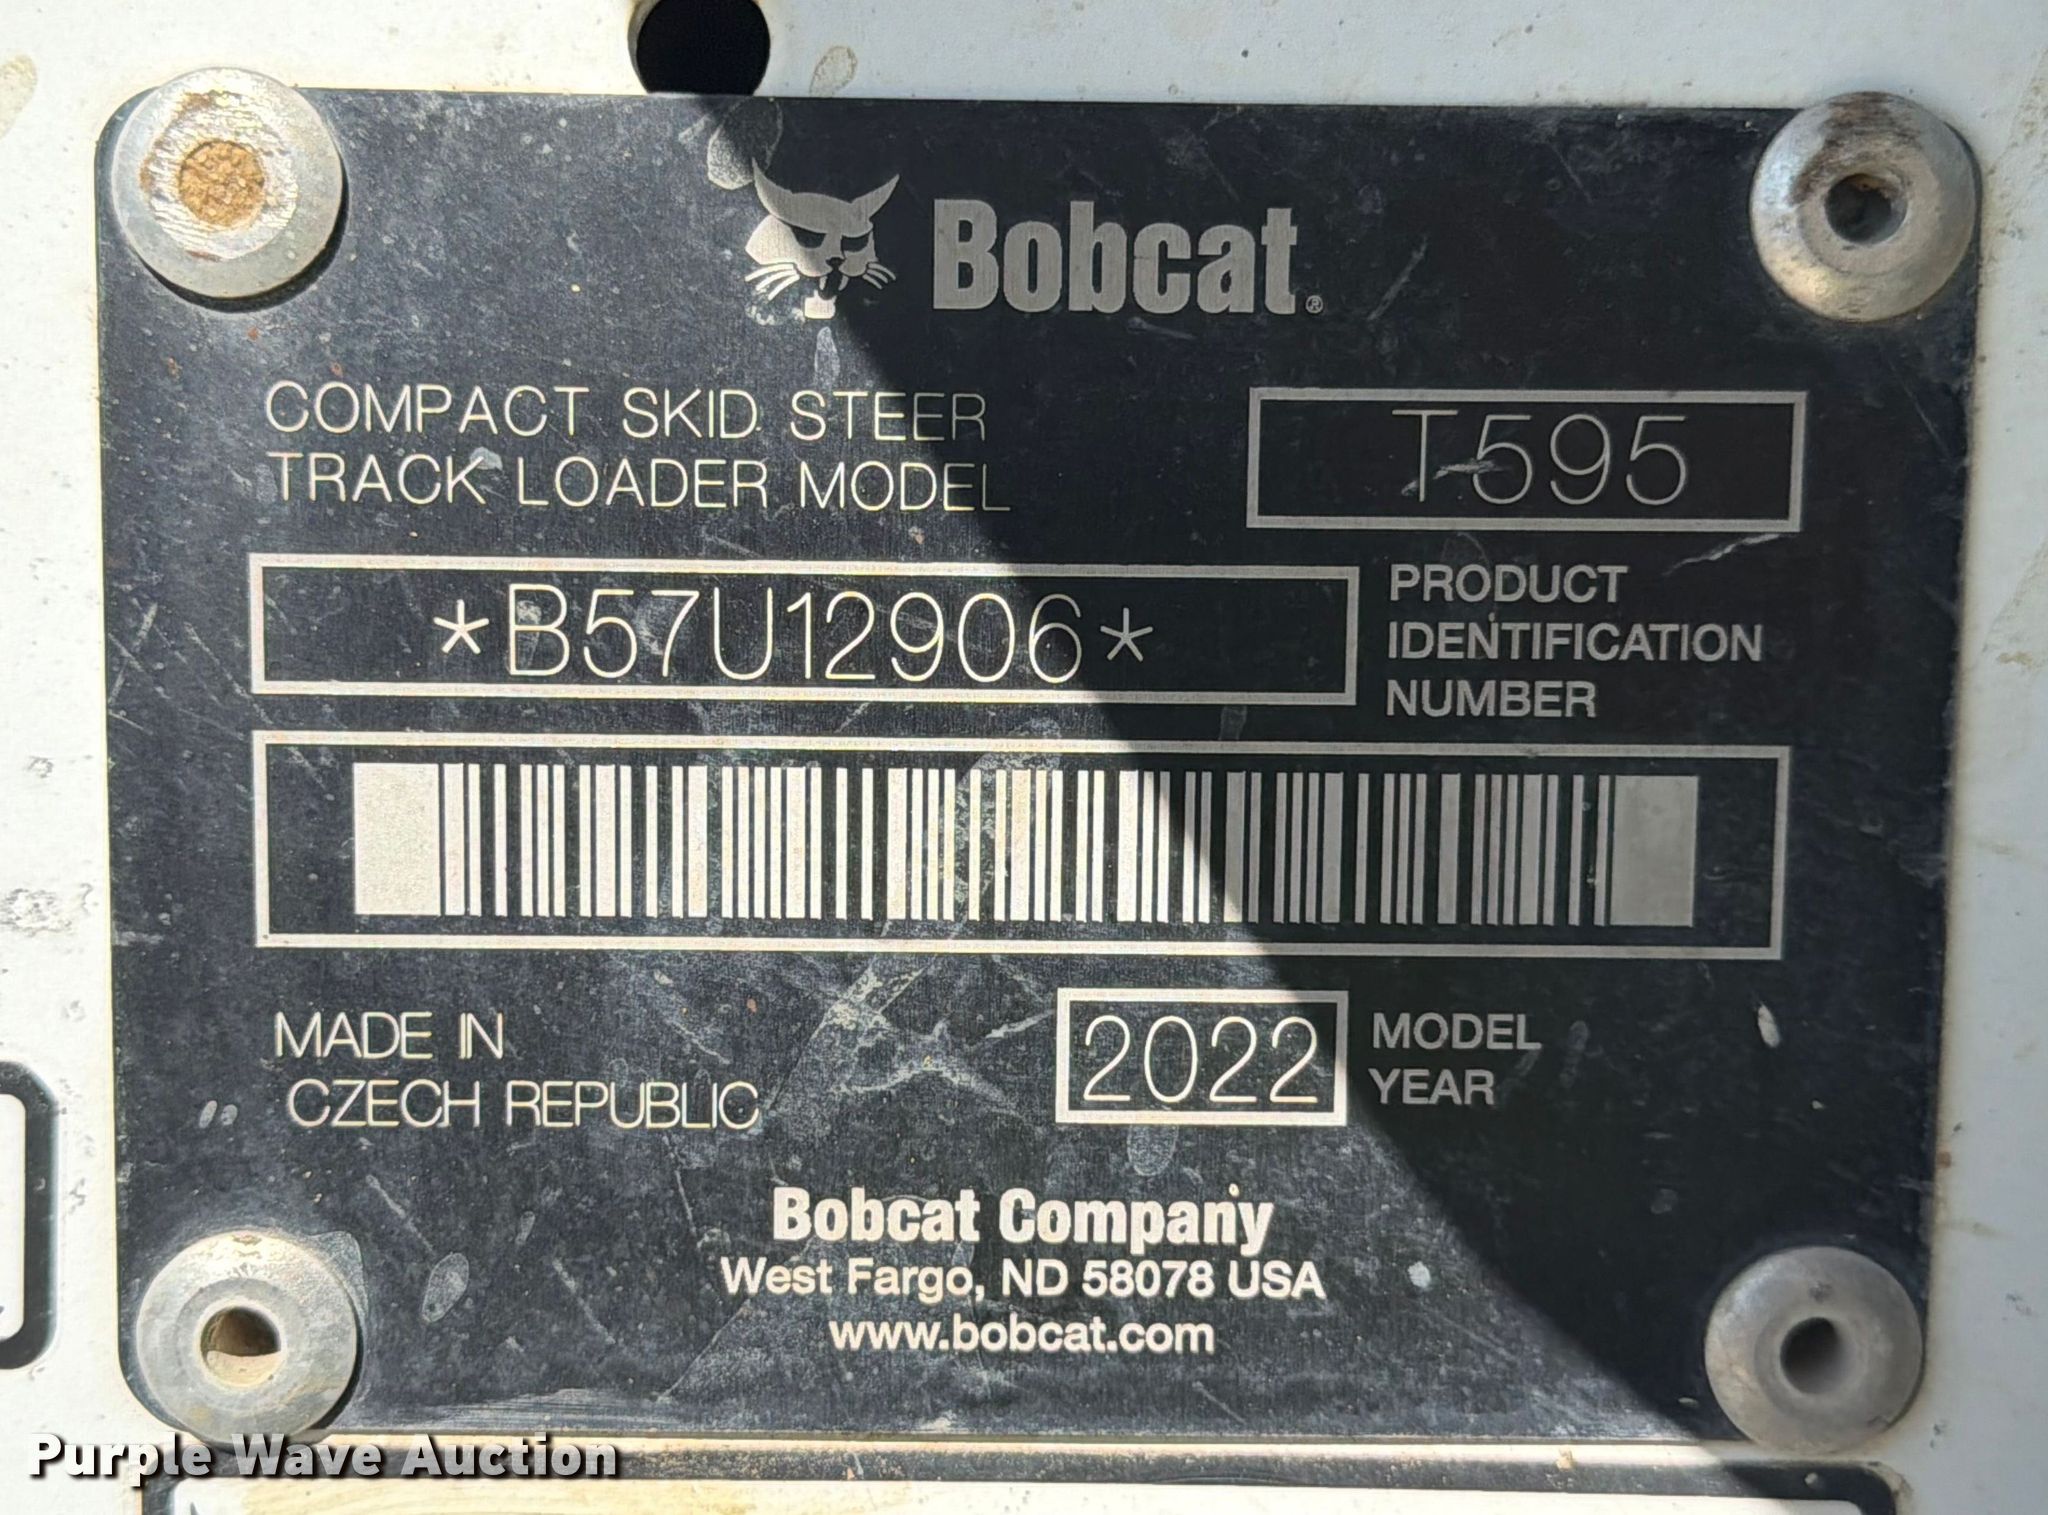 Bobcat®
COMPACT SKID STEER
TRACK LOADER MODEL
T595
*B57U12906*
PRODUCT
IDENTIFICATION
NUMBER
MADE IN
CZECH REPUBLIC
2022
MODEL
YEAR
Bobcat Company
West Fargo, ND 58078 USA
www.bobcat.com
Purple Wave Auction